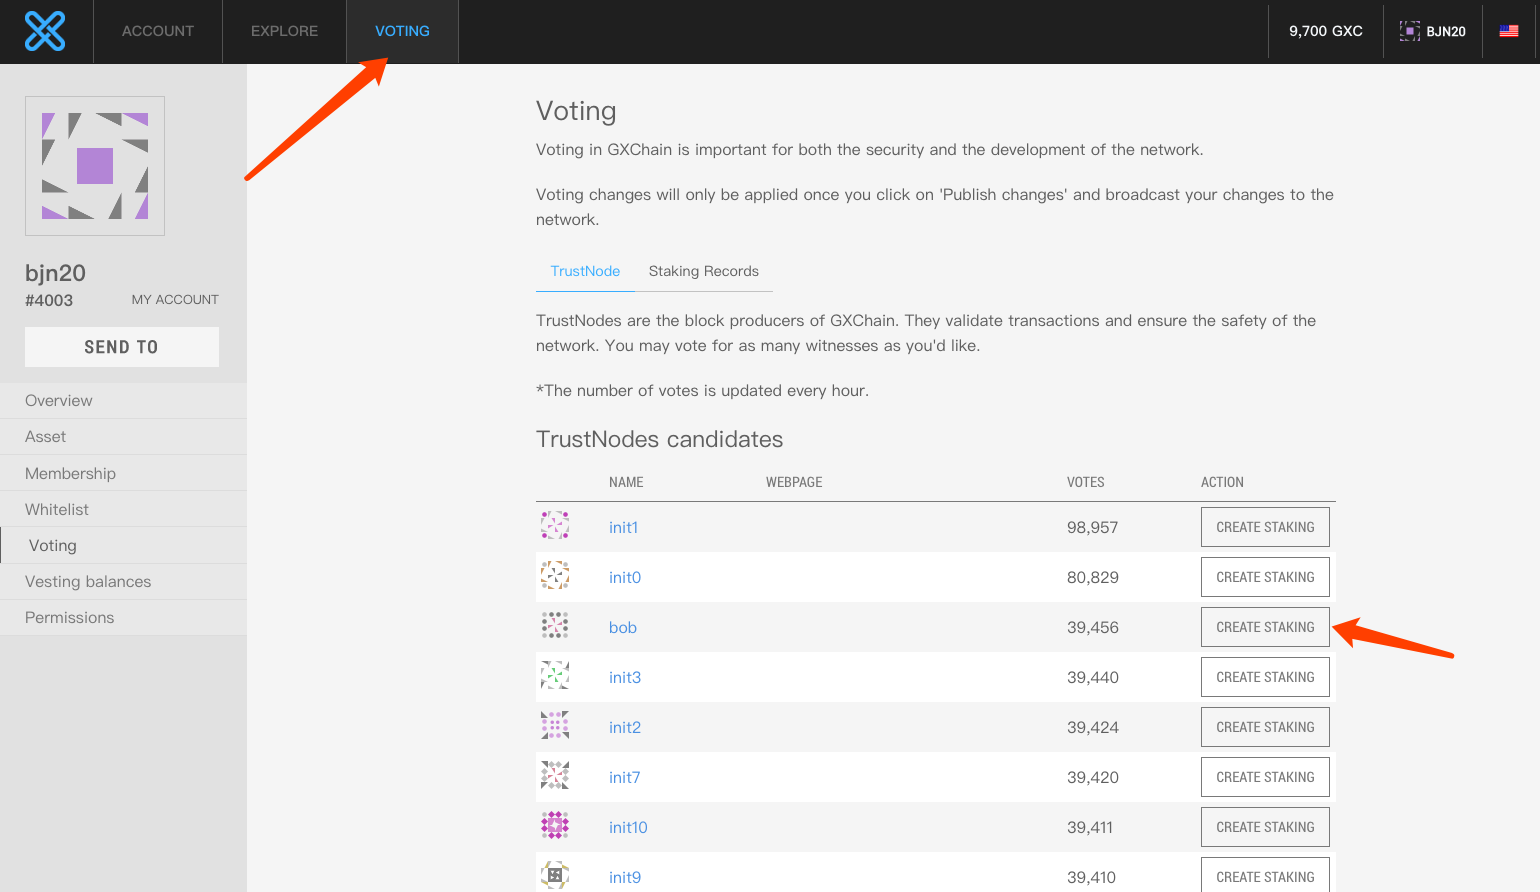 ACCOUNT
EXPLORE
VOTING
9,700 GXC
BJN20
bjn20
#4003
MY ACCOUNT
SEND TO
Overview
Asset
Membership
Whitelist
Voting
Vesting balances
Permissions
Voting
Voting in GXChain is important for both the security and the development of the network.
Voting changes will only be applied once you click on 'Publish changes' and broadcast your changes to the
network.
TrustNode
Staking Records
TrustNodes are the block producers of GXChain. They validate transactions and ensure the safety of the
network. You may vote for as many witnesses as you'd like.
*The number of votes is updated every hour.
TrustNodes candidates
NAME WEBPAGE VOTES ACTION
init1 98,957 CREATE STAKING
init0 80,829 CREATE STAKING
bob 39,456 CREATE STAKING
init3 39,440 CREATE STAKING
init2 39,424 CREATE STAKING
init7 39,420 CREATE STAKING
init10 39,411 CREATE STAKING
init9 39,410 CREATE STAKING